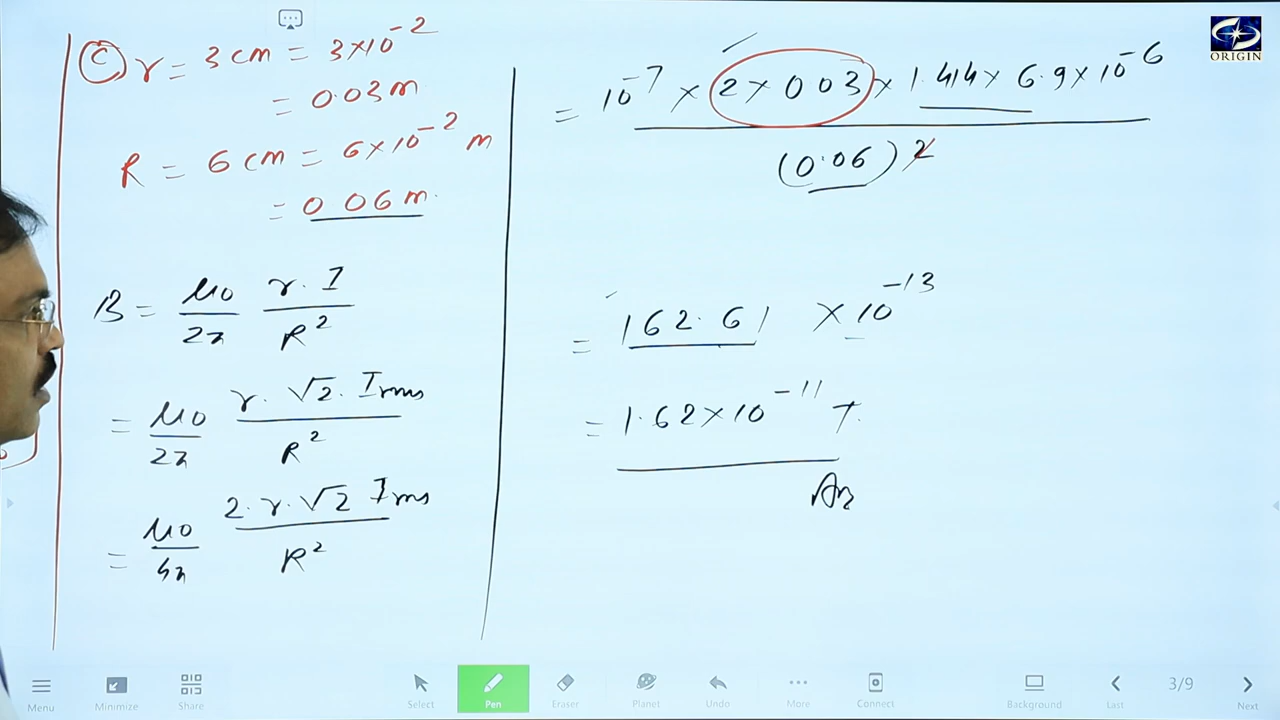 ORIGIN
(C) r = 3 cm = 3×10⁻²
= 0.03 m
R = 6 cm = 6×10⁻² m
= 0.06 m.
B = μ₀/2π r.I/R²
= μ₀/2π r.√2.Irms/R²
= μ₀/4π 2.r.√2 Irms/R²
= 10⁻⁷ × 2×0.03 × 1.414 × 6.9 × 10⁻⁶ / (0.06)2
= 162.61 × 10⁻¹³
= 1.62×10⁻¹¹ T.
Ans
Menu
Minimize
Share
Select
Pen
Eraser
Planet
Undo
More
Connect
Background
Last
3/9
Next